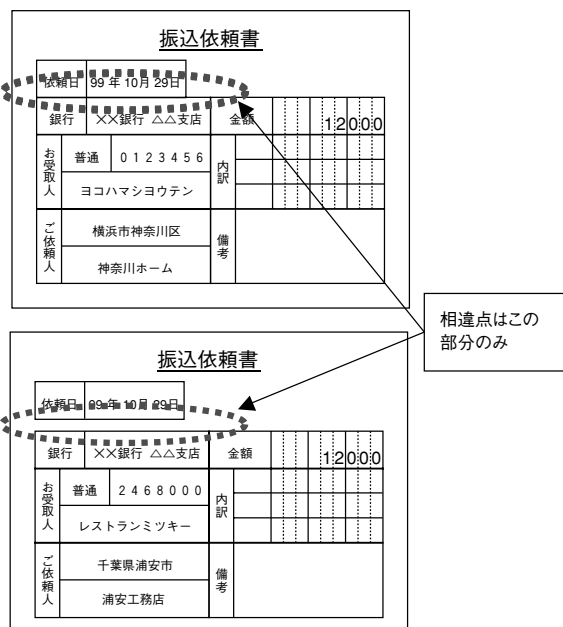 振込依頼書
依頼日 99年10月29日
銀行 ××銀行 △△支店 金額 12000
お受取人 普通 0123456 内訳
ヨコハマシヨウテン
ご依頼人 横浜市神奈川区 備考
神奈川ホーム
相違点はこの
部分のみ
振込依頼書
依頼日 99年10月29日
銀行 ××銀行 △△支店 金額 12000
お受取人 普通 2468000 内訳
レストランミツキー
ご依頼人 千葉県浦安市 備考
浦安工務店